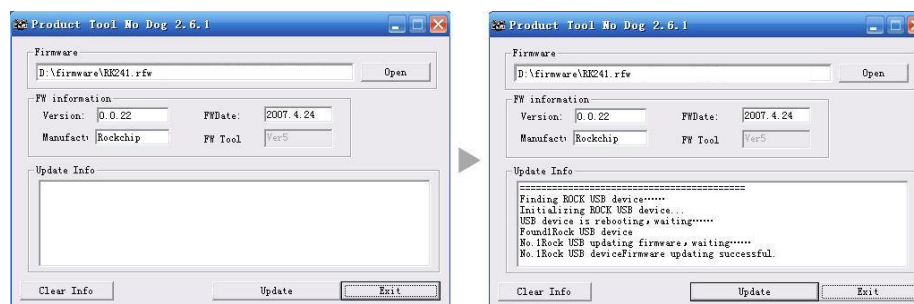 Product Tool No Dog 2.6.1
Firmware
D:\firmware\RK241.rfw
Open
FW information
Version: 0.0.22 FWDate: 2007.4.24
Manufact Rockchip FW Tool Ver5
Update Info
Clear Info Update Exit
Product Tool No Dog 2.6.1
Firmware
D:\firmware\RK241.rfw
Open
FW information
Version: 0.0.22 FWDate: 2007.4.24
Manufact Rockchip FW Tool Ver5
Update Info
==========================================
Finding ROCK USB device······
Initializing ROCK USB device...
USB device is rebooting，waiting······
Found1Rock USB device
No.1Rock USB updating firmware，waiting······
No.1Rock USB deviceFirmware updating successful.
Clear Info Update Exit